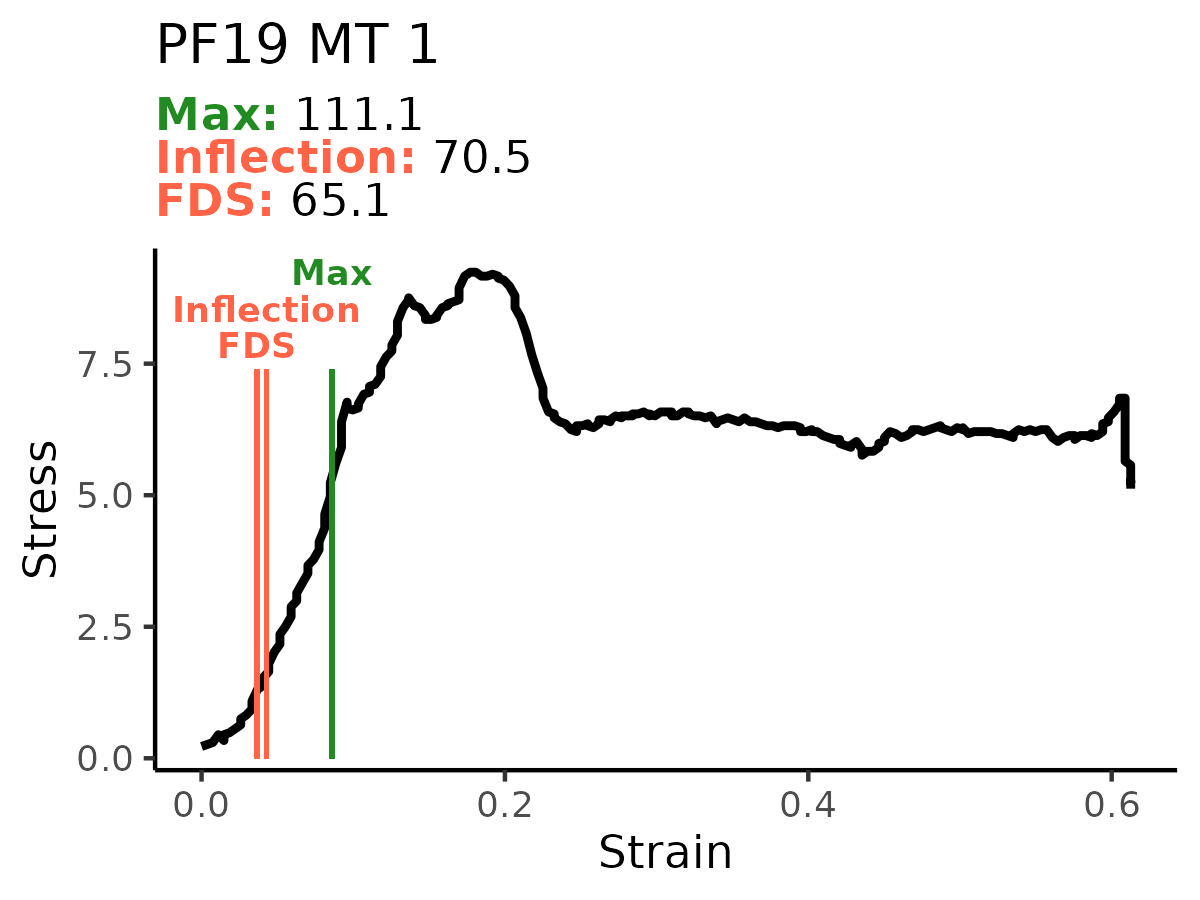 PF19 MT 1
Max: 111.1
Inflection: 70.5
FDS: 65.1
Max
Inflection
FDS
7.5
5.0
2.5
0.0
Stress
0.0 0.2 0.4 0.6
Strain